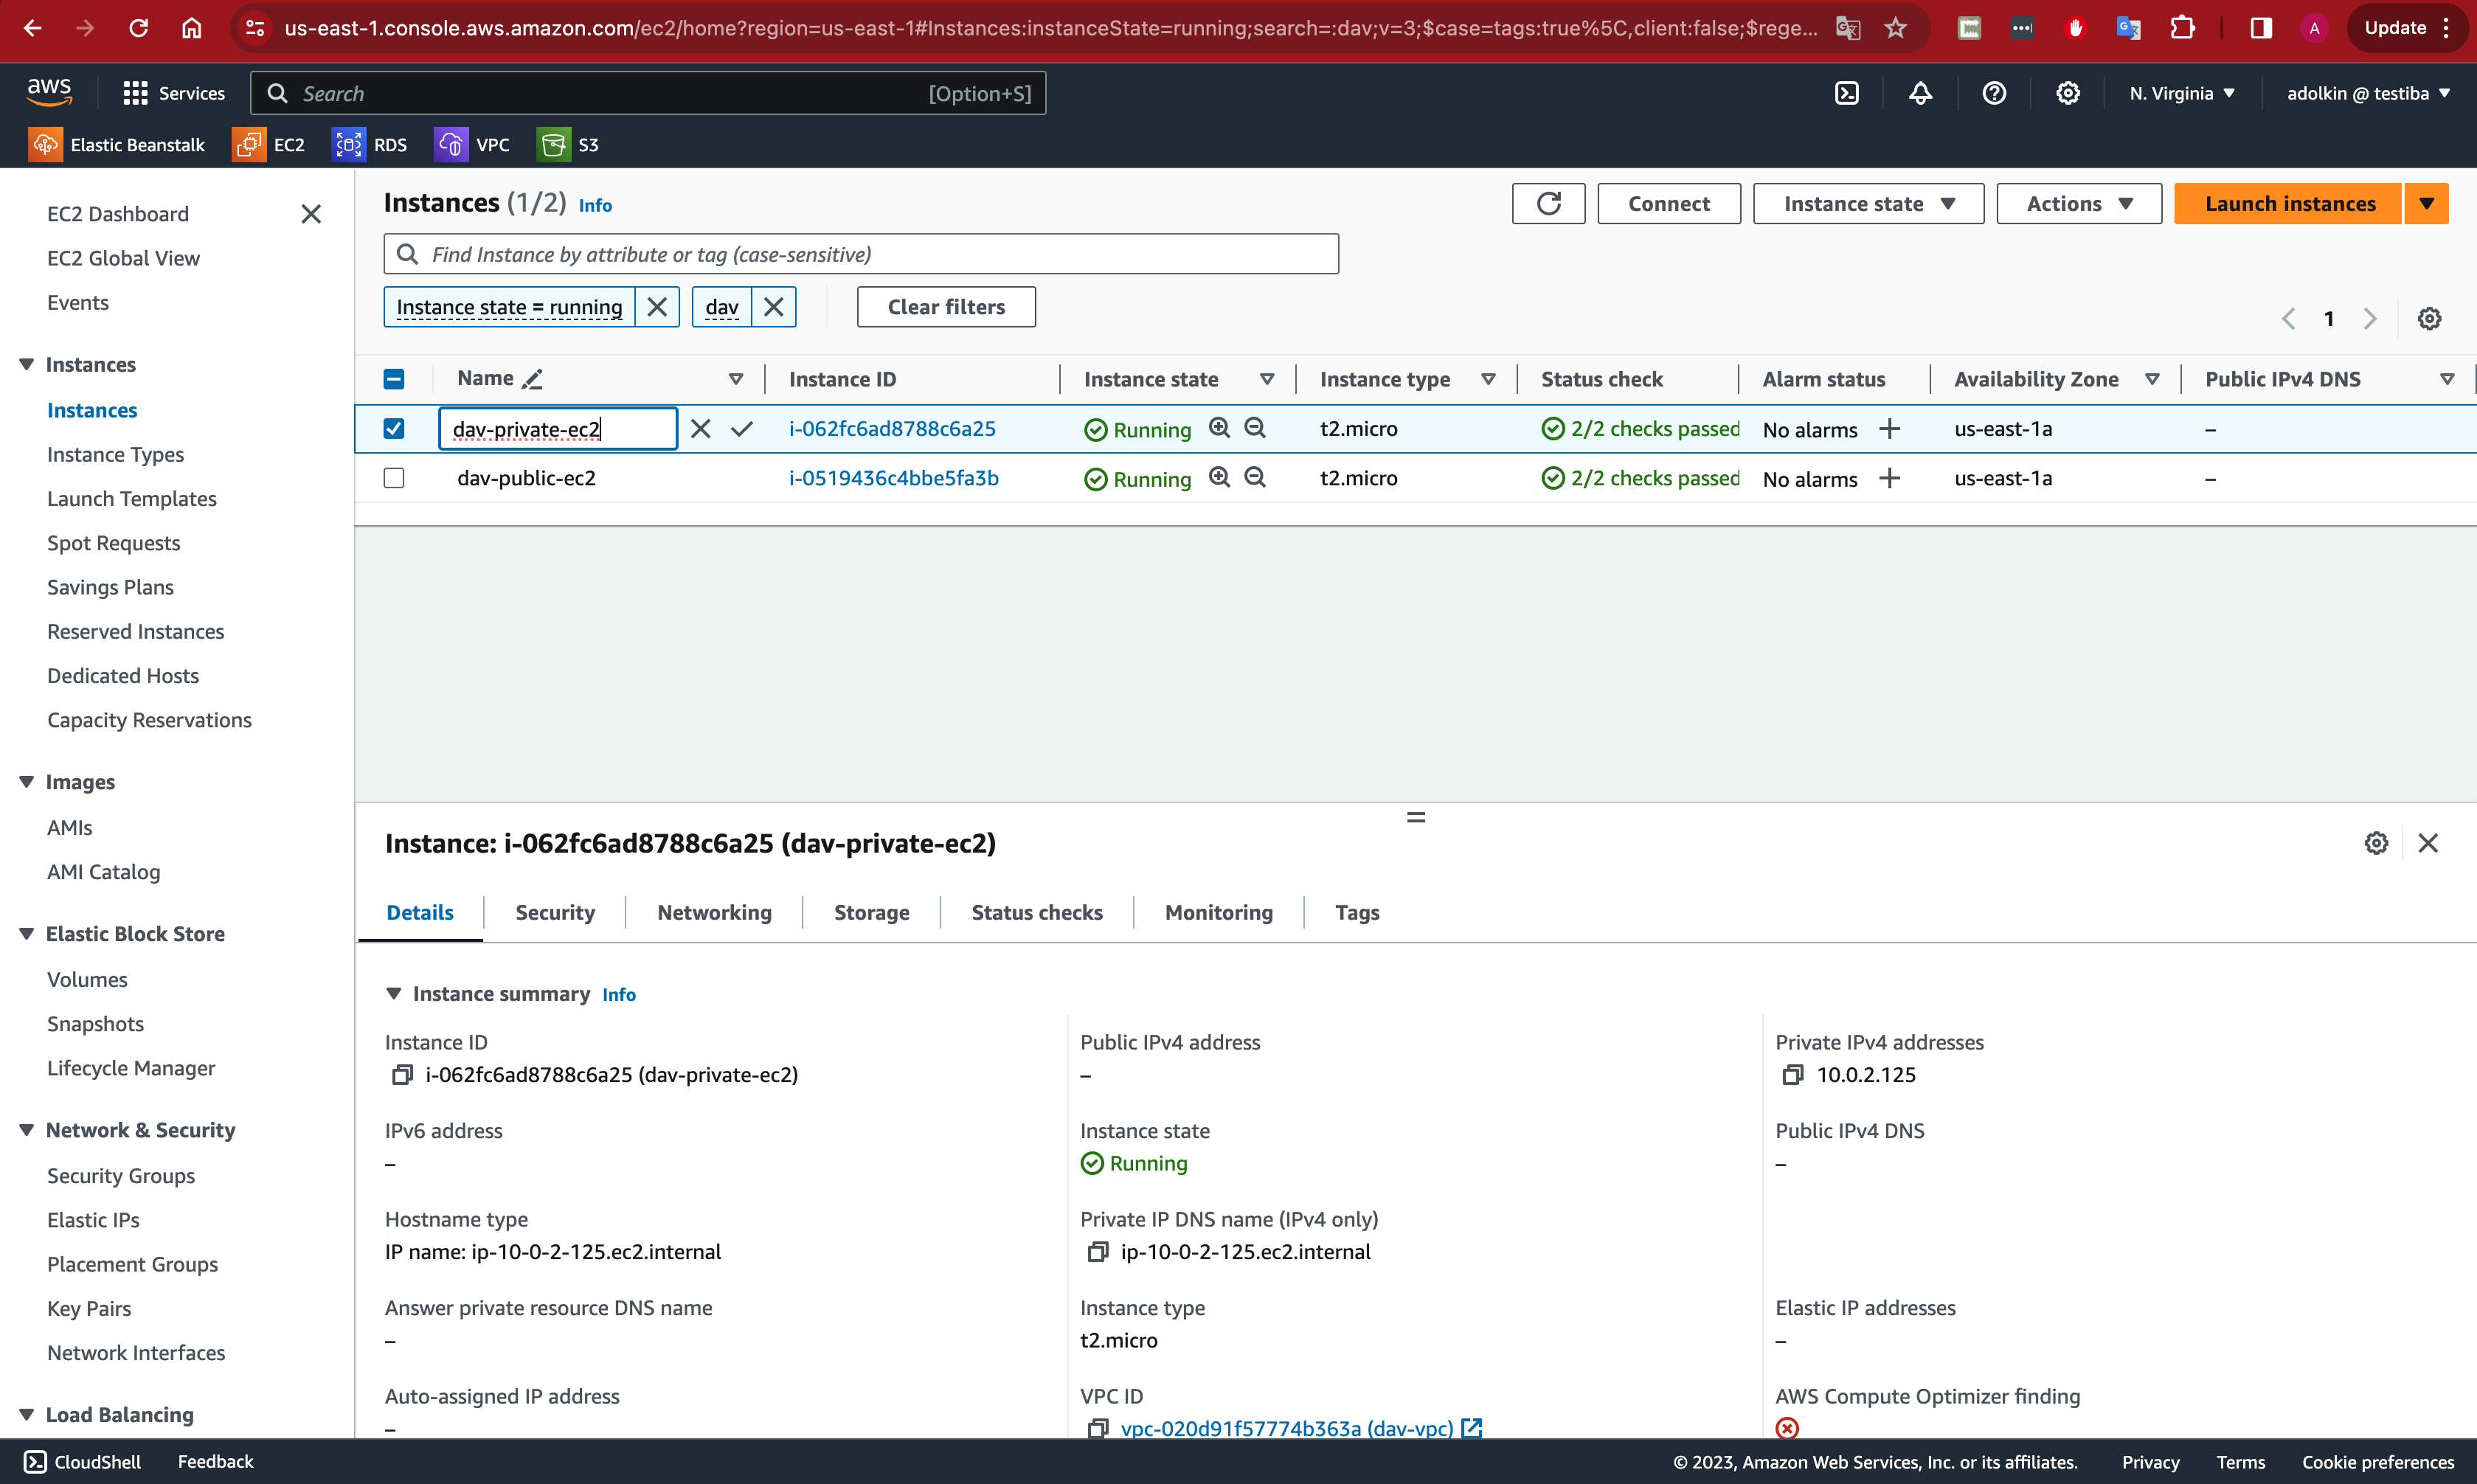 us-east-1.console.aws.amazon.com/ec2/home?region=us-east-1#Instances:instanceState=running;search=:dav;v=3;$case=tags:true%5C,client:false;$rege...
A
Update
aws
Services
Search
[Option+S]
N. Virginia
adolkin @ testiba
Elastic Beanstalk
EC2
RDS
VPC
S3
EC2 Dashboard
EC2 Global View
Events
Instances
Instances
Instance Types
Launch Templates
Spot Requests
Savings Plans
Reserved Instances
Dedicated Hosts
Capacity Reservations
Images
AMIs
AMI Catalog
Elastic Block Store
Volumes
Snapshots
Lifecycle Manager
Network & Security
Security Groups
Elastic IPs
Placement Groups
Key Pairs
Network Interfaces
Load Balancing
Instances (1/2) Info
Connect
Instance state
Actions
Launch instances
Find Instance by attribute or tag (case-sensitive)
Instance state = running
dav
Clear filters
1
Name Instance ID Instance state Instance type Status check Alarm status Availability Zone Public IPv4 DNS
dav-private-ec2 i-062fc6ad8788c6a25 Running t2.micro 2/2 checks passed No alarms us-east-1a –
dav-public-ec2 i-0519436c4bbe5fa3b Running t2.micro 2/2 checks passed No alarms us-east-1a –
Instance: i-062fc6ad8788c6a25 (dav-private-ec2)
Details Security Networking Storage Status checks Monitoring Tags
Instance summary Info
Instance ID
i-062fc6ad8788c6a25 (dav-private-ec2)
Public IPv4 address
–
Private IPv4 addresses
10.0.2.125
IPv6 address
–
Instance state
Running
Public IPv4 DNS
–
Hostname type
IP name: ip-10-0-2-125.ec2.internal
Private IP DNS name (IPv4 only)
ip-10-0-2-125.ec2.internal
Answer private resource DNS name
–
Instance type
t2.micro
Elastic IP addresses
–
Auto-assigned IP address
–
VPC ID
vpc-020d91f57774b363a (dav-vpc)
AWS Compute Optimizer finding
CloudShell
Feedback
© 2023, Amazon Web Services, Inc. or its affiliates.
Privacy
Terms
Cookie preferences